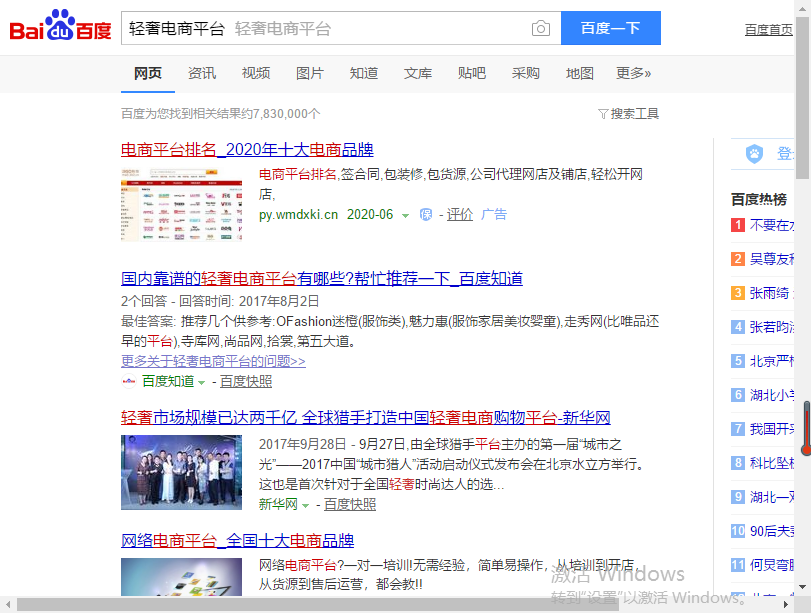 Bai du 百度
轻奢电商平台 轻奢电商平台
百度一下
百度首页
网页 资讯 视频 图片 知道 文库 贴吧 采购 地图 更多»
百度为您找到相关结果约7,830,000个
搜索工具
电商平台排名_2020年十大电商品牌
电商平台排名,签合同,包装修,包货源,公司代理网店及铺店,轻松开网
店,
py.wmdxki.cn 2020-06 保 - 评价 广告
国内靠谱的轻奢电商平台有哪些?帮忙推荐一下_百度知道
2个回答 - 回答时间: 2017年8月2日
最佳答案: 推荐几个供参考:OFashion迷橙(服饰类),魅力惠(服饰家居美妆婴童),走秀网(比唯品还
早的平台),寺库网,尚品网,拾裳,第五大道。
更多关于轻奢电商平台的问题>>
百度知道 - 百度快照
轻奢市场规模已达两千亿 全球猎手打造中国轻奢电商购物平台-新华网
2017年9月28日 - 9月27日,由全球猎手平台主办的第一届“城市之
光”——2017中国“城市猎人”活动启动仪式发布会在北京水立方举行。
这也是首次针对于全国轻奢时尚达人的选...
新华网 - 百度快照
网络电商平台_全国十大电商品牌
网络电商平台?一对一培训!无需经验，简单易操作，从培训到开店，
从货源到售后运营，都会教!!
登
百度热榜
1 不要在
2 吴尊友
3 张雨绮
4 张若昀
5 北京严
6 湖北小
7 我国开
8 科比坠
9 湖北一
10 90后夫
11 何炅
激活 Windows
转到“设置”以激活 Windows。